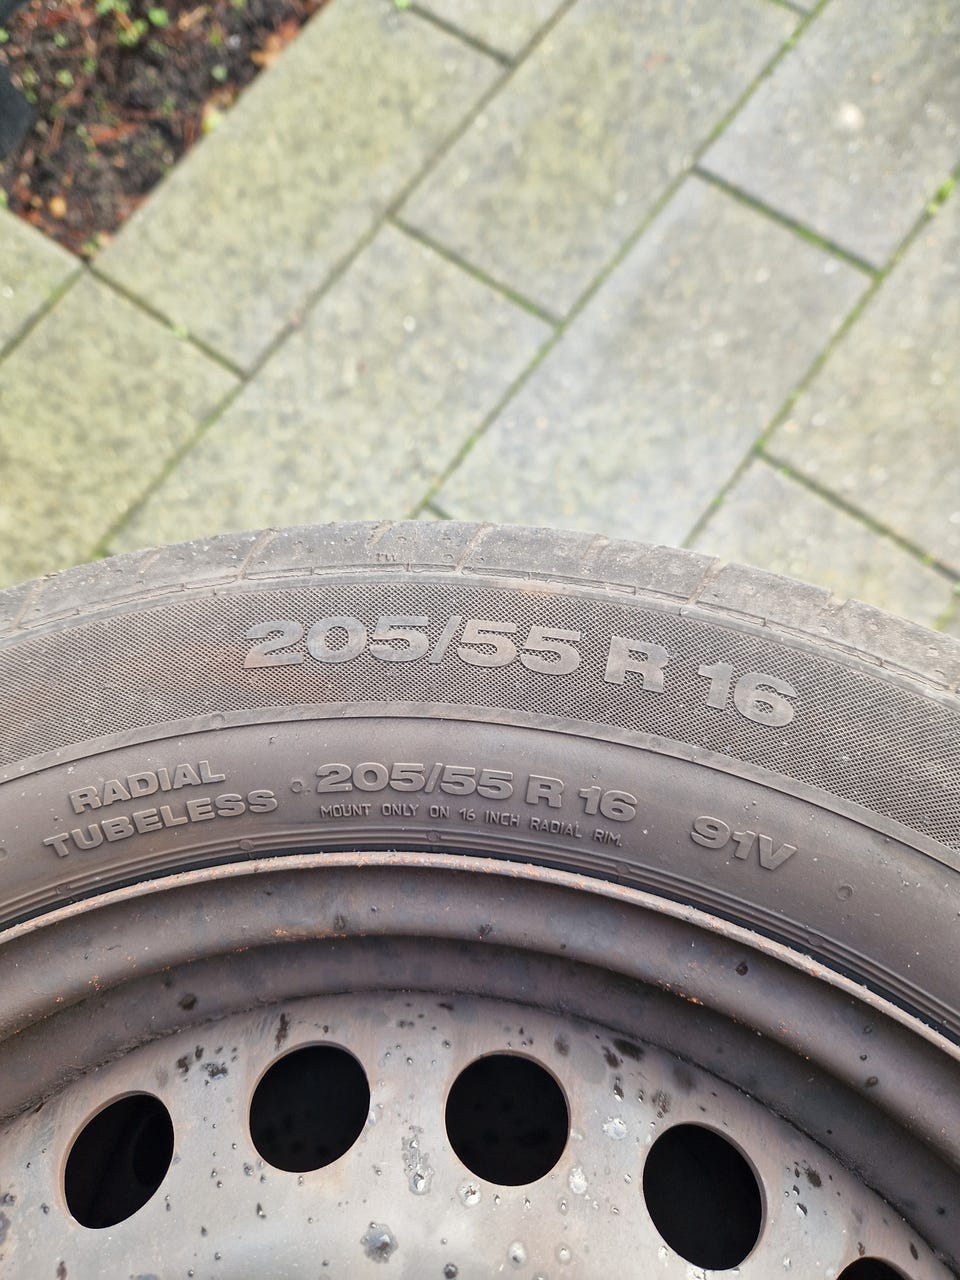 205/55 R 16
RADIAL
TUBELESS
205/55 R 16
MOUNT ONLY ON 16 INCH RADIAL RIM.
91V